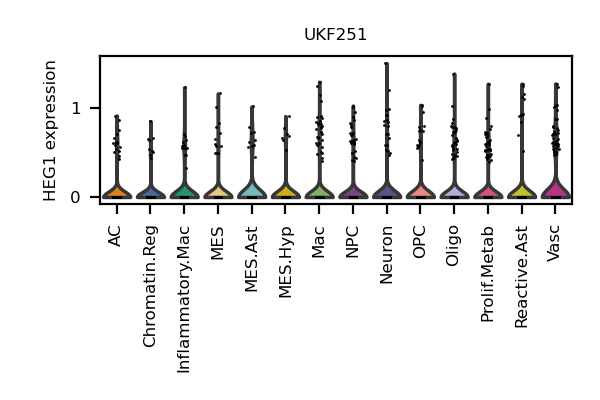 UKF251
HEG1 expression
1
0
AC
Chromatin.Reg
Inflammatory.Mac
MES
MES.Ast
MES.Hyp
Mac
NPC
Neuron
OPC
Oligo
Prolif.Metab
Reactive.Ast
Vasc